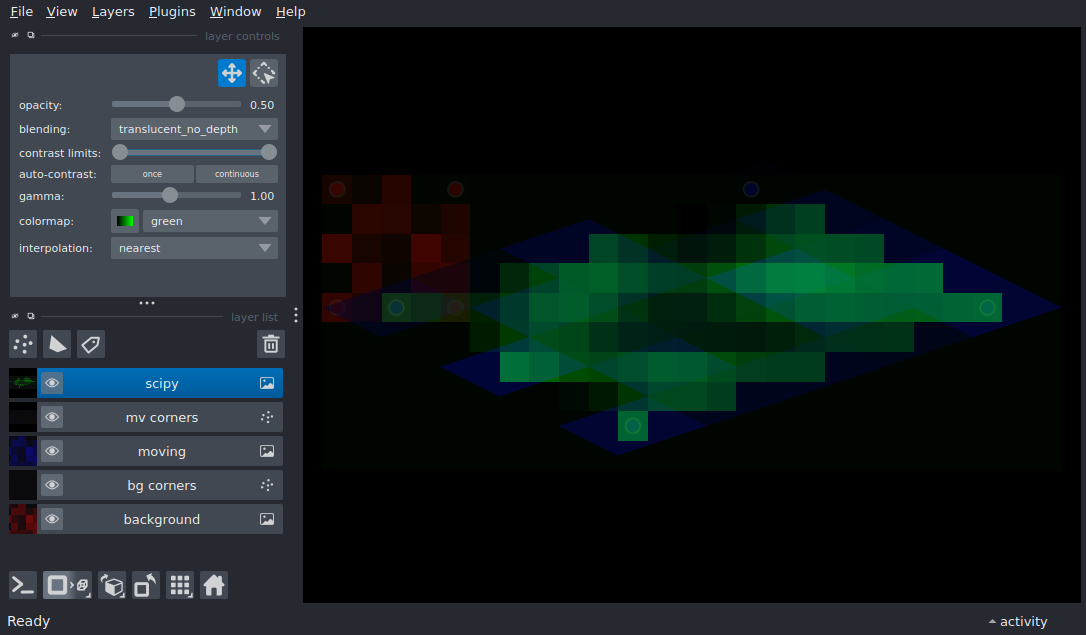 File View Layers Plugins Window Help
layer controls
opacity: 0.50
blending: translucent_no_depth
contrast limits:
auto-contrast: once continuous
gamma: 1.00
colormap: green
interpolation: nearest
layer list
scipy
mv corners
moving
bg corners
background
Ready activity